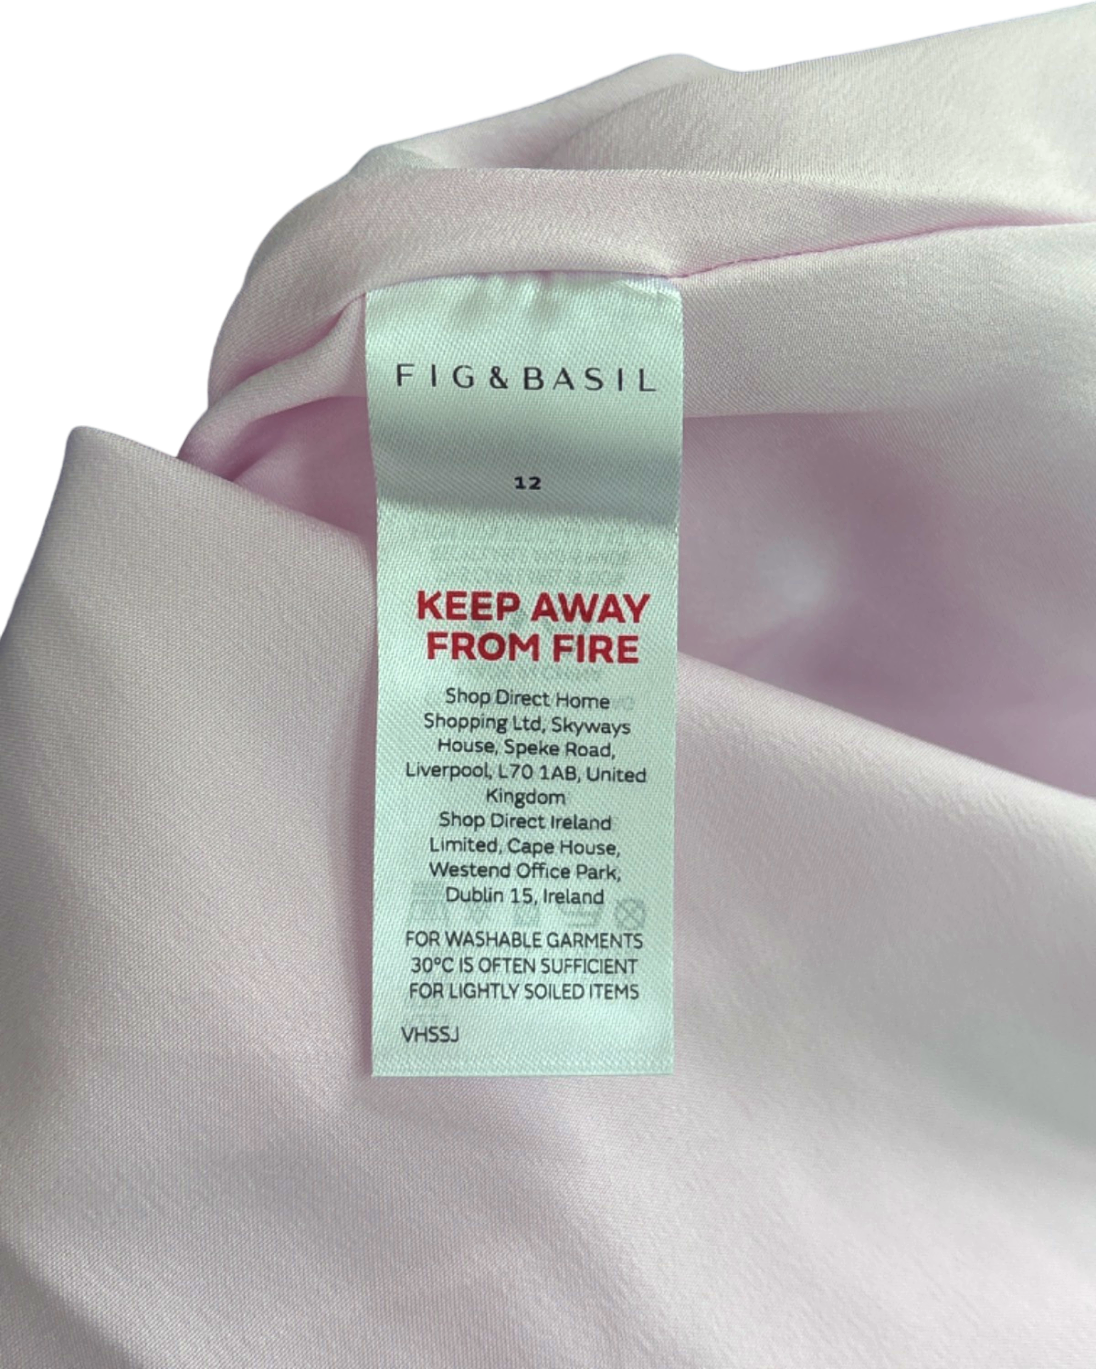 FIG&BASIL
12
KEEP AWAY
FROM FIRE
Shop Direct Home
Shopping Ltd, Skyways
House, Speke Road,
Liverpool, L70 1AB, United
Kingdom
Shop Direct Ireland
Limited, Cape House,
Westend Office Park,
Dublin 15, Ireland
FOR WASHABLE GARMENTS
30°C IS OFTEN SUFFICIENT
FOR LIGHTLY SOILED ITEMS
VHSSJ